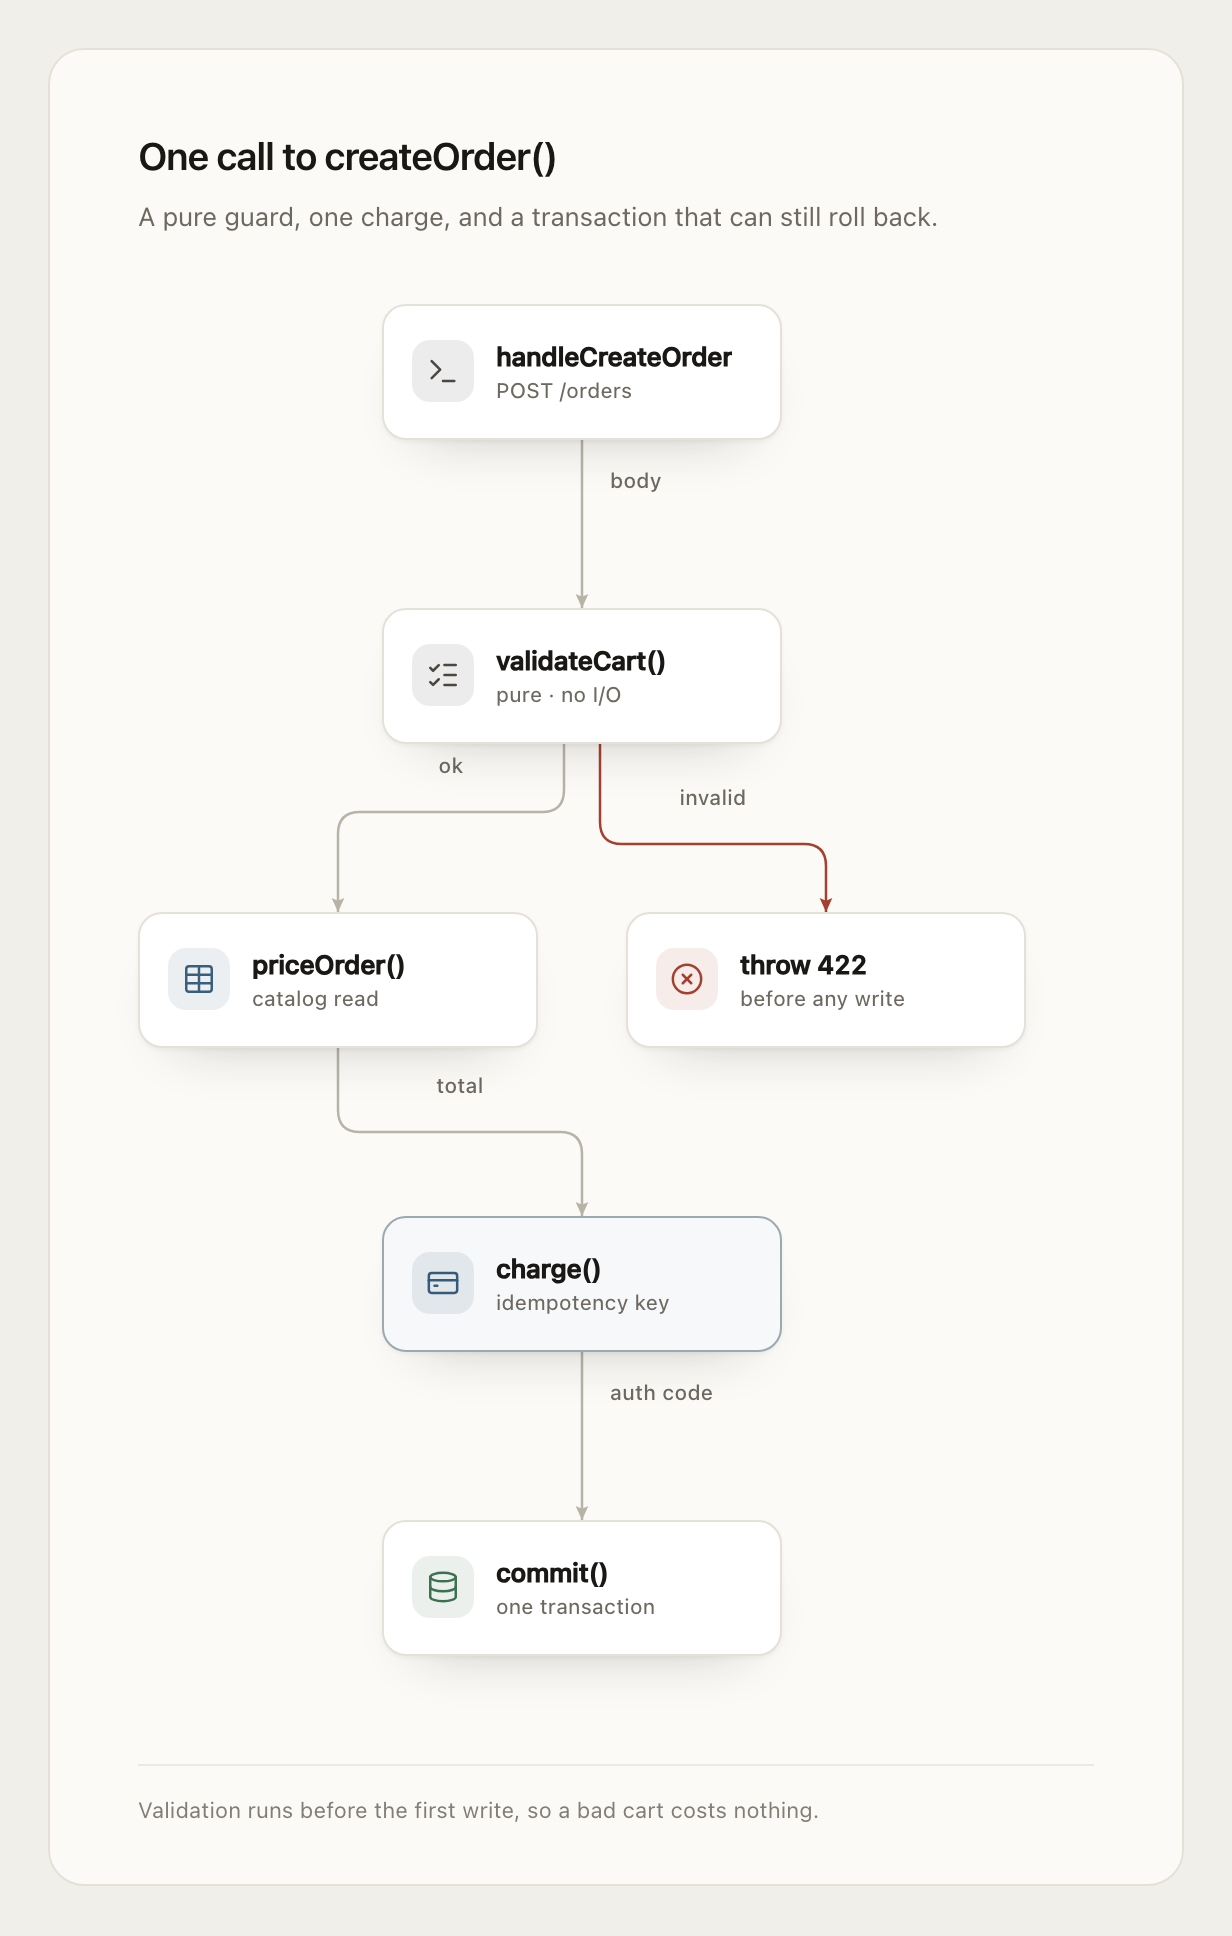 One call to createOrder()
A pure guard, one charge, and a transaction that can still roll back.
handleCreateOrder
POST /orders
body
validateCart()
pure · no I/O
ok
invalid
priceOrder()
catalog read
throw 422
before any write
total
charge()
idempotency key
auth code
commit()
one transaction
Validation runs before the first write, so a bad cart costs nothing.